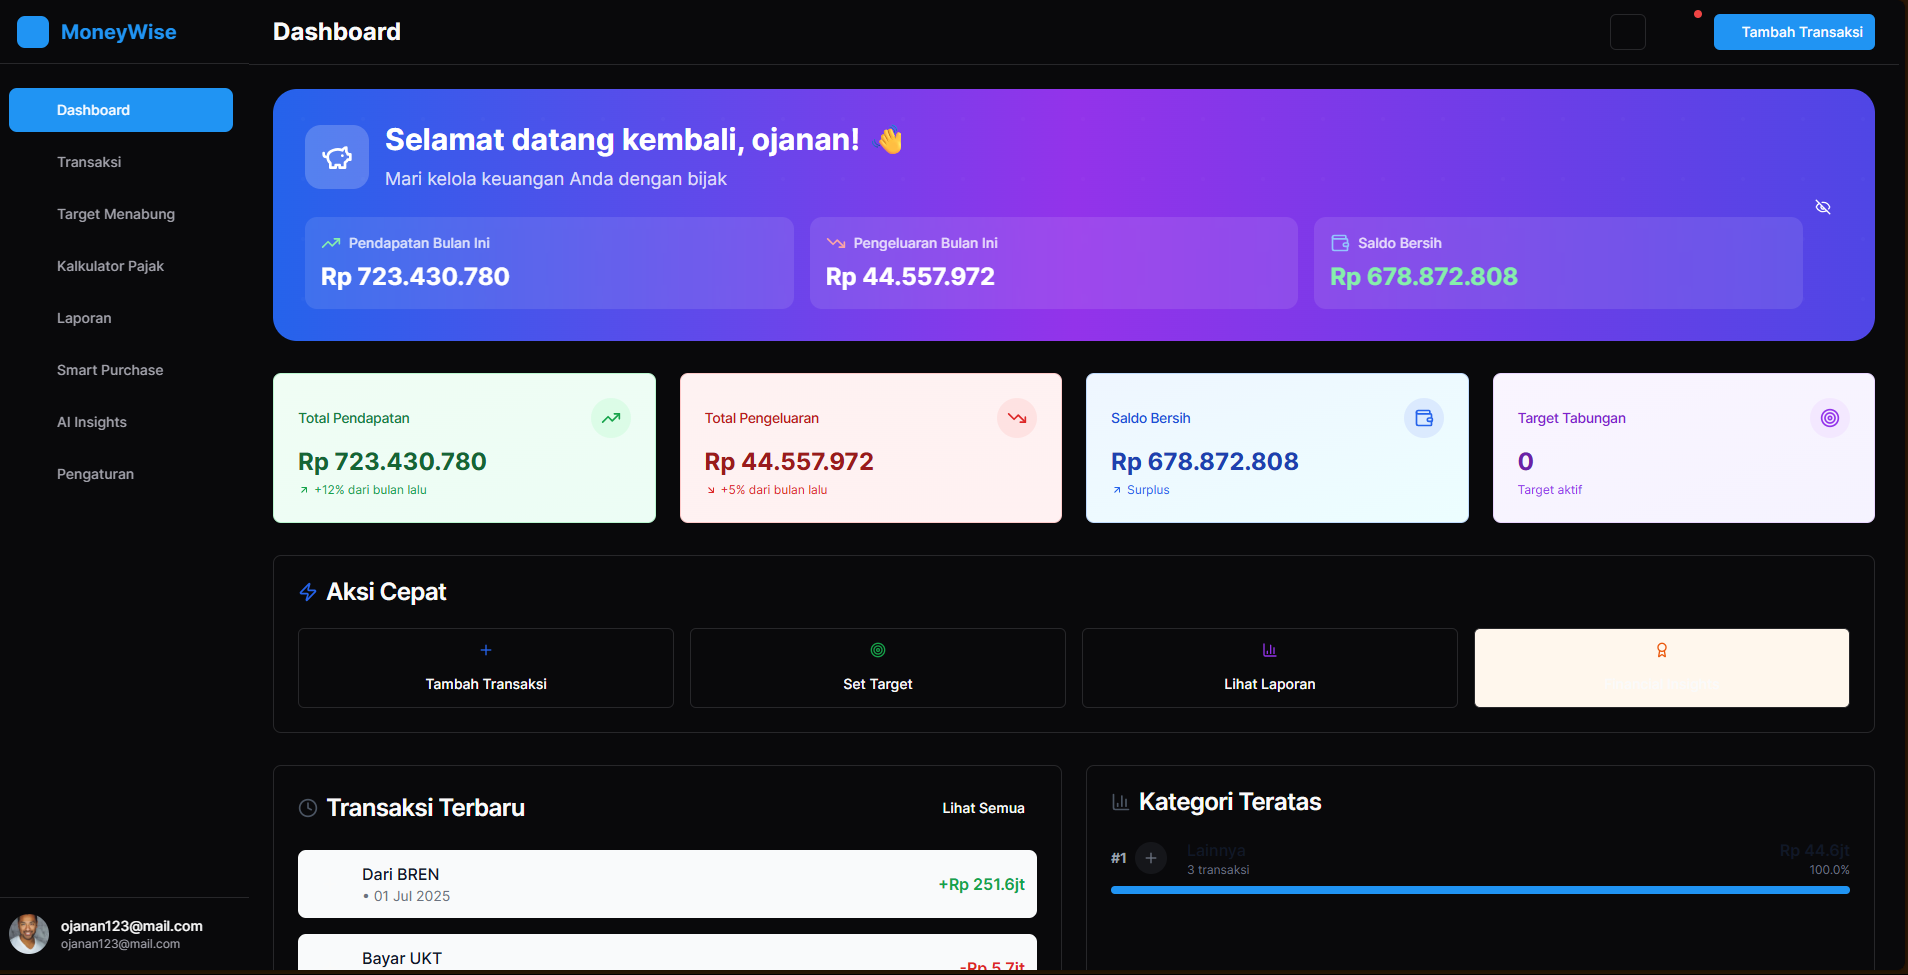 MoneyWise
Dashboard
Tambah Transaksi
Dashboard
Transaksi
Target Menabung
Kalkulator Pajak
Laporan
Smart Purchase
AI Insights
Pengaturan
ojanan123@mail.com
ojanan123@mail.com
Selamat datang kembali, ojanan! 👋
Mari kelola keuangan Anda dengan bijak
Pendapatan Bulan Ini
Rp 723.430.780
Pengeluaran Bulan Ini
Rp 44.557.972
Saldo Bersih
Rp 678.872.808
Total Pendapatan
Rp 723.430.780
+12% dari bulan lalu
Total Pengeluaran
Rp 44.557.972
+5% dari bulan lalu
Saldo Bersih
Rp 678.872.808
Surplus
Target Tabungan
0
Target aktif
Aksi Cepat
Tambah Transaksi
Set Target
Lihat Laporan
Transaksi Terbaru
Lihat Semua
Dari BREN
• 01 Jul 2025
+Rp 251.6jt
Bayar UKT
-Rp 5.7jt
Kategori Teratas
#1
Lainnya
3 transaksi
Rp 44.6jt
100.0%